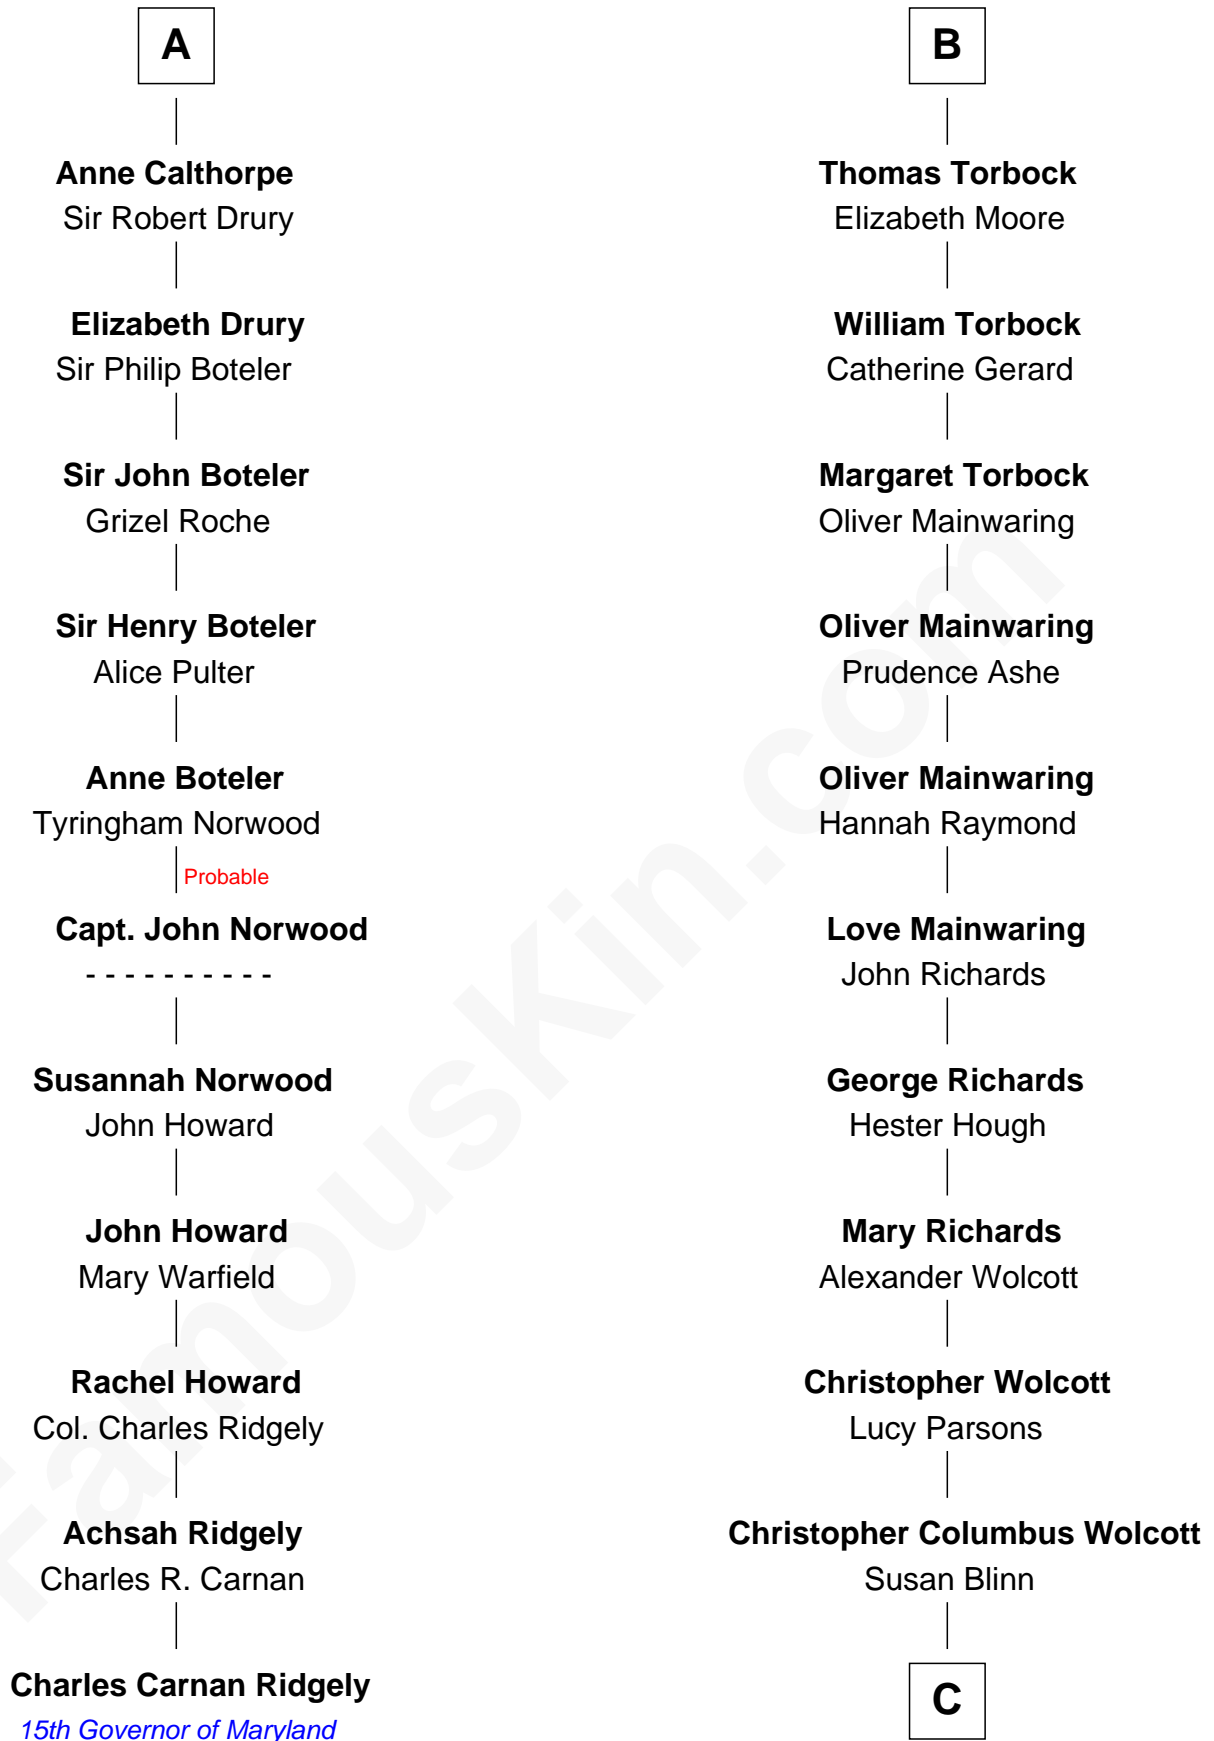 A
Anne Calthorpe
Sir Robert Drury
Elizabeth Drury
Sir Philip Boteler
Sir John Boteler
Grizel Roche
Sir Henry Boteler
Alice Pulter
Anne Boteler
Tyringham Norwood
Probable
Capt. John Norwood
- - - - - - - - - -
Susannah Norwood
John Howard
John Howard
Mary Warfield
Rachel Howard
Col. Charles Ridgely
Achsah Ridgely
Charles R. Carnan
Charles Carnan Ridgely
15th Governor of Maryland
B
Thomas Torbock
Elizabeth Moore
William Torbock
Catherine Gerard
Margaret Torbock
Oliver Mainwaring
Oliver Mainwaring
Prudence Ashe
Oliver Mainwaring
Hannah Raymond
Love Mainwaring
John Richards
George Richards
Hester Hough
Mary Richards
Alexander Wolcott
Christopher Wolcott
Lucy Parsons
Christopher Columbus Wolcott
Susan Blinn
C
FamousKin.com